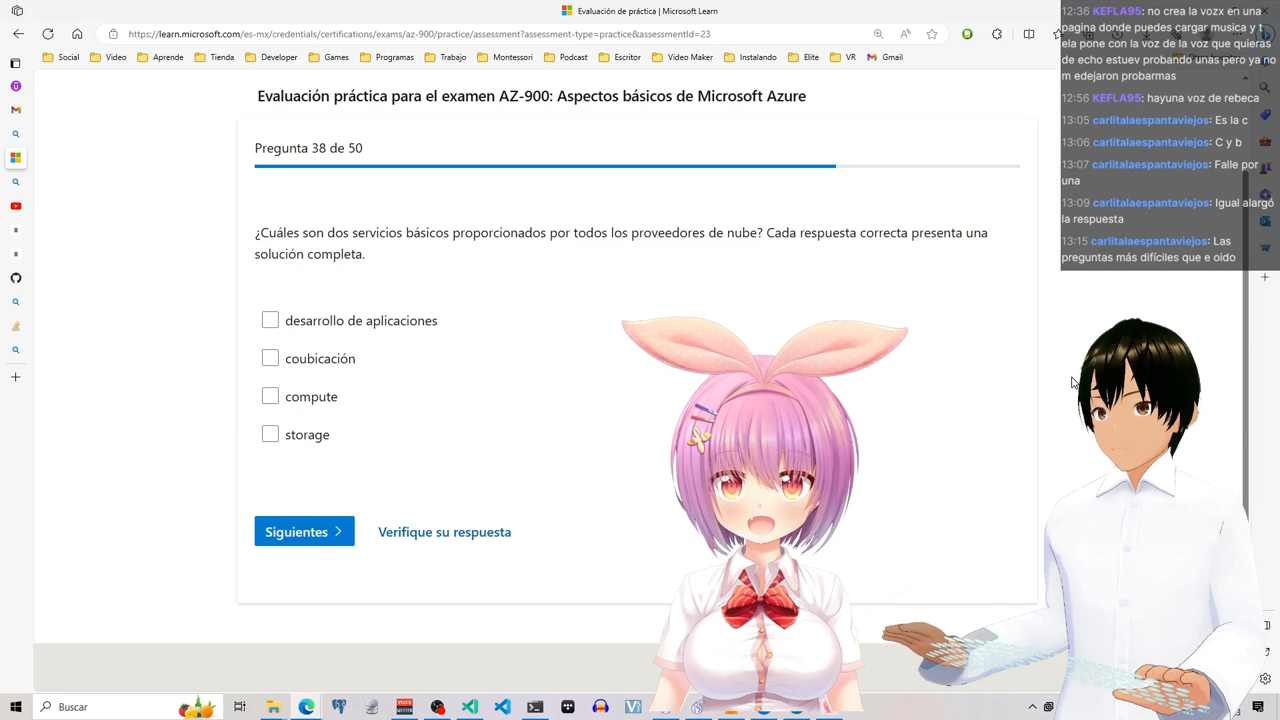 Evaluación de práctica | Microsoft Learn
https://learn.microsoft.com/es-mx/credentials/certifications/exams/az-900/practice/assessment?assessment-type=practice&assessmentId=23
Social Video Aprende Tienda Developer Games Programas Trabajo Montessori Podcast Escritor Video Maker Instalando Elite VR Gmail
12:36 KEFLA95: no crea la vozx en una
pagina donde puedes cargar musica y
ela pone con la voz de la voz que quieras
de echo estuev probando unas pero ya no
m edejaron probarmas
12:56 KEFLA95: hayuna voz de rebeca
13:05 carlitalaespantaviejos: Es la c
13:06 carlitalaespantaviejos: C y b
13:07 carlitalaespantaviejos: Falle por
una
13:09 carlitalaespantaviejos: Igual alargó
la respuesta
13:15 carlitalaespantaviejos: Las
preguntas más difíciles que e oido
Evaluación práctica para el examen AZ-900: Aspectos básicos de Microsoft Azure
Pregunta 38 de 50
¿Cuáles son dos servicios básicos proporcionados por todos los proveedores de nube? Cada respuesta correcta presenta una
solución completa.
desarrollo de aplicaciones
coubicación
compute
storage
Siguientes
Verifique su respuesta
Buscar